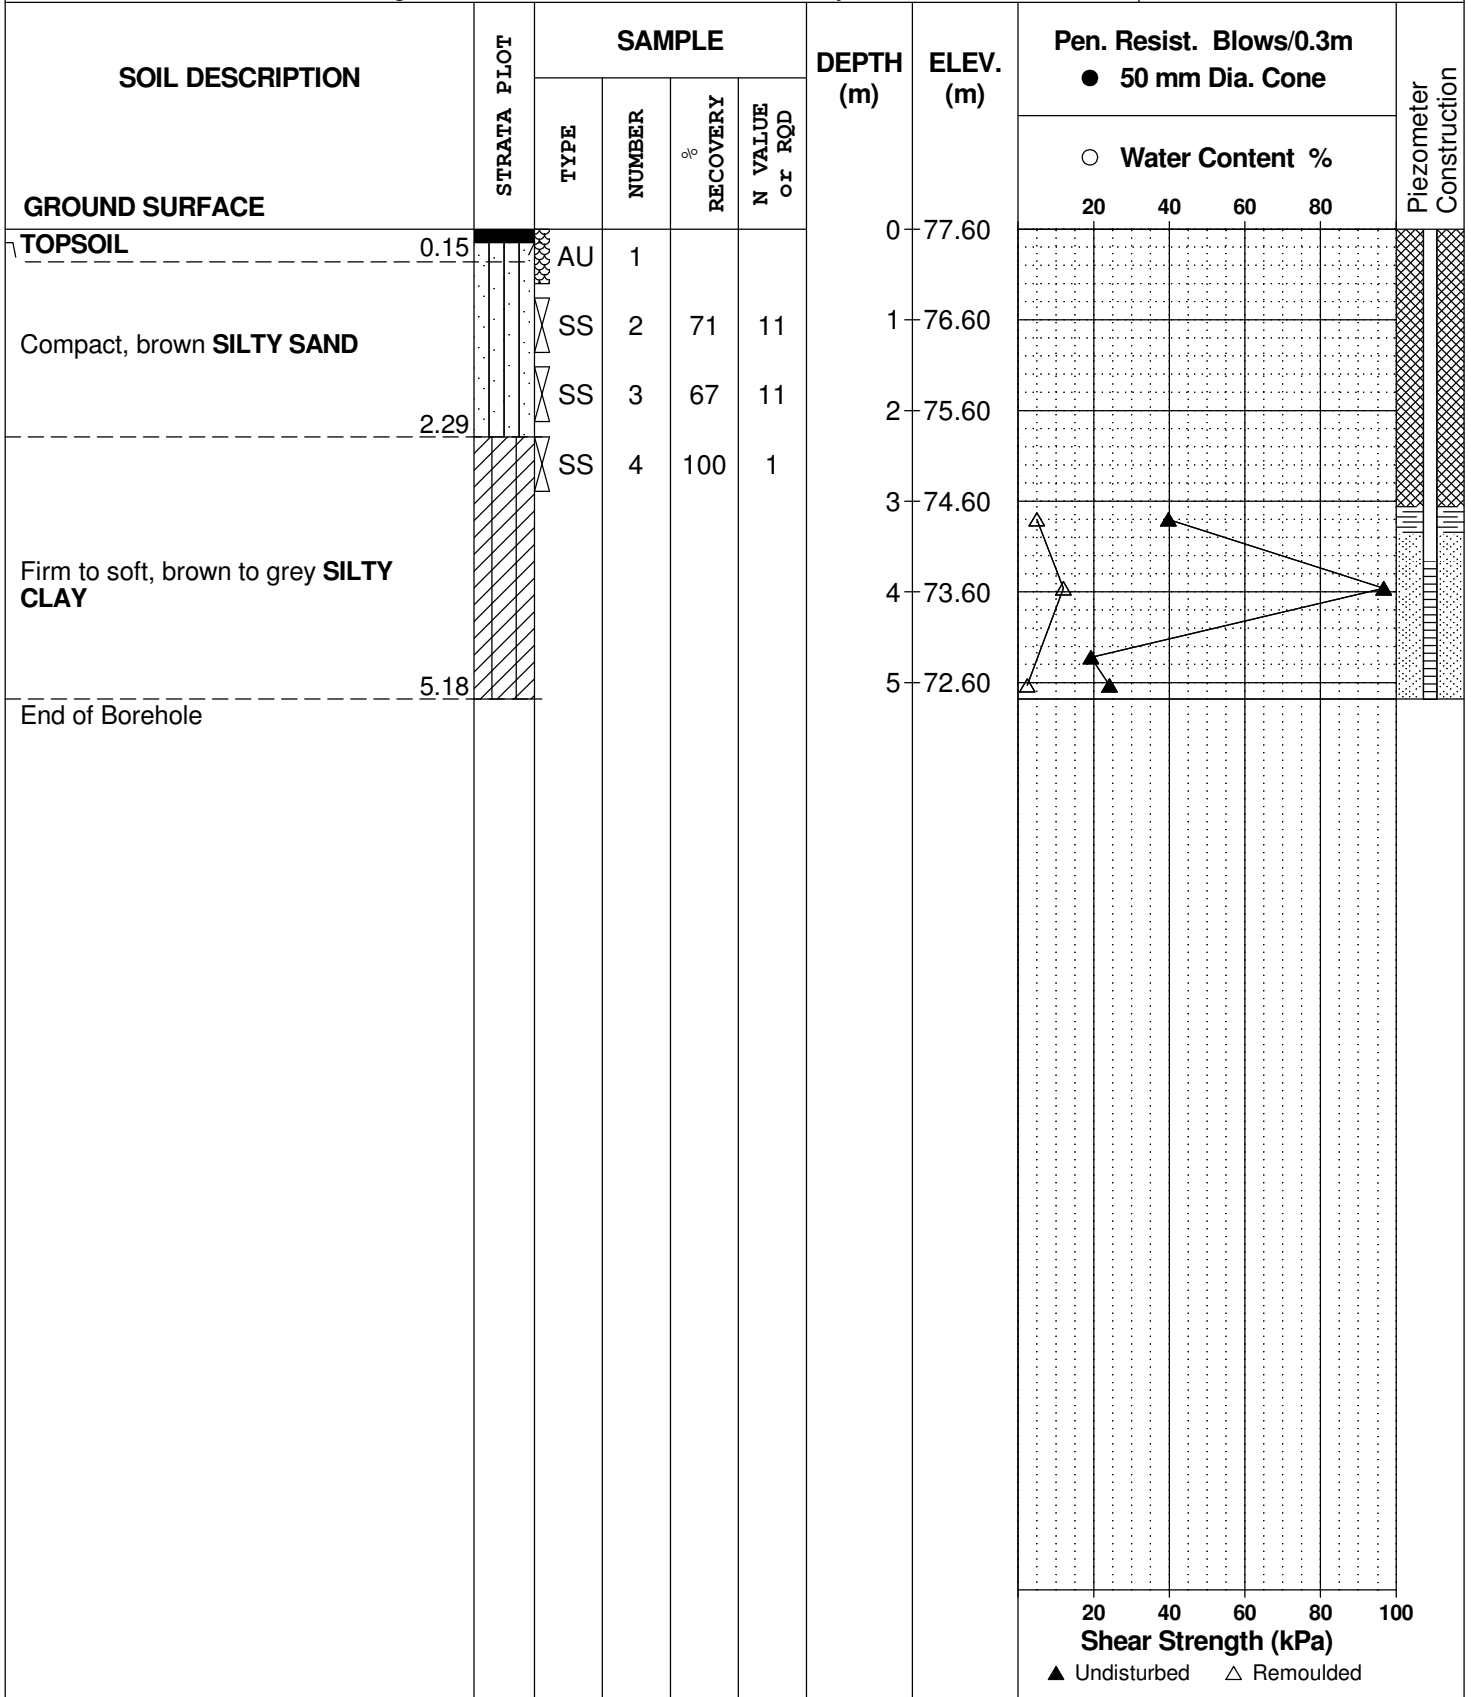 SOIL DESCRIPTION
STRATA PLOT
SAMPLE
TYPE
NUMBER
% RECOVERY
N VALUE or RQD
DEPTH (m)
ELEV. (m)
Pen. Resist. Blows/0.3m
● 50 mm Dia. Cone
○ Water Content %
20 40 60 80
Piezometer Construction
GROUND SURFACE
0 77.60
TOPSOIL 0.15
AU 1
Compact, brown SILTY SAND
SS 2 71 11
1 76.60
SS 3 67 11
2 75.60
2.29
SS 4 100 1
3 74.60
Firm to soft, brown to grey SILTY
CLAY
4 73.60
5.18
5 72.60
End of Borehole
20 40 60 80 100
Shear Strength (kPa)
▲ Undisturbed △ Remoulded